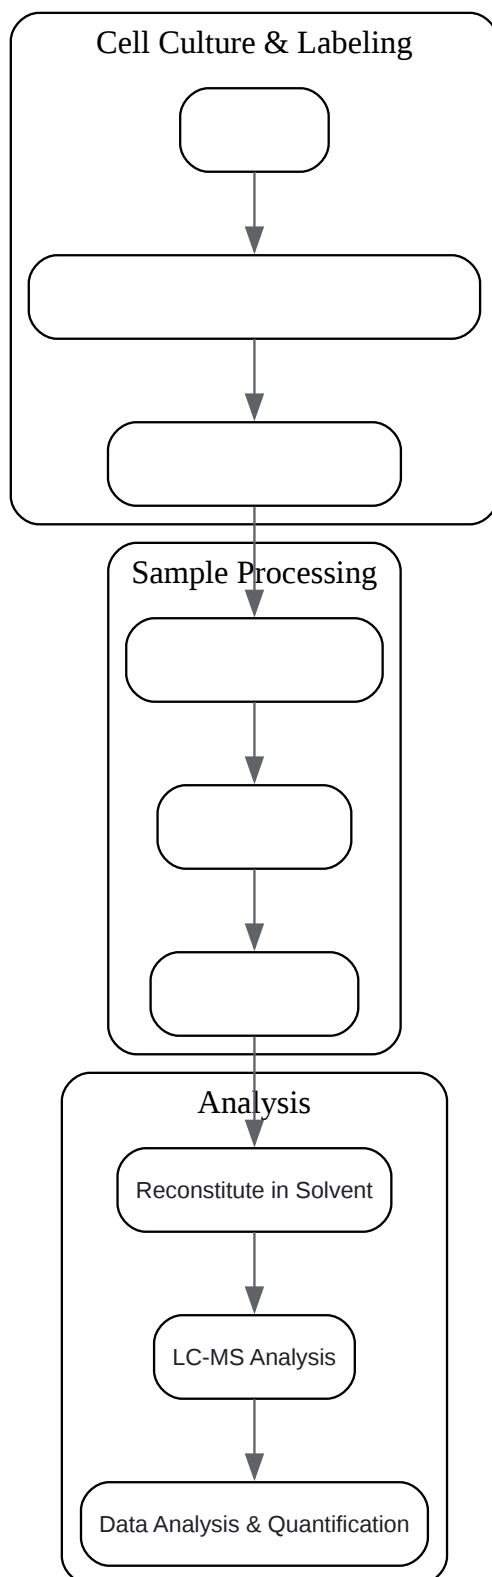 Cell Culture & Labeling
Sample Processing
Analysis
Reconstitute in Solvent
LC-MS Analysis
Data Analysis & Quantification